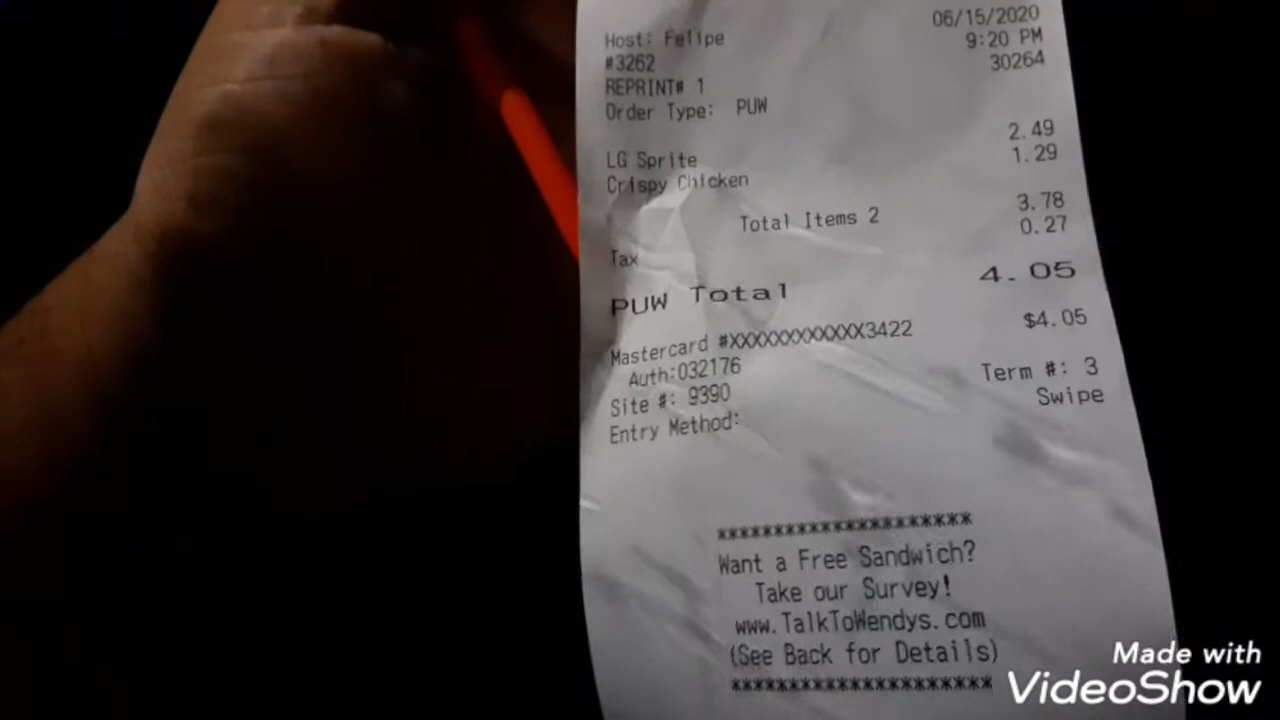 06/15/2020
Host: Felipe 9:20 PM
#3262 30264
REPRINT# 1
Order Type: PUW
LG Sprite 2.49
Crispy Chicken 1.29
Total Items 2 3.78
Tax 0.27
PUW Total 4.05
Mastercard #XXXXXXXXXXXX3422 $4.05
Auth:032176
Site #: 9390 Term #: 3
Entry Method: Swipe
*********************
Want a Free Sandwich?
Take our Survey!
www.TalkToWendys.com
(See Back for Details)
*********************
Made with
VideoShow